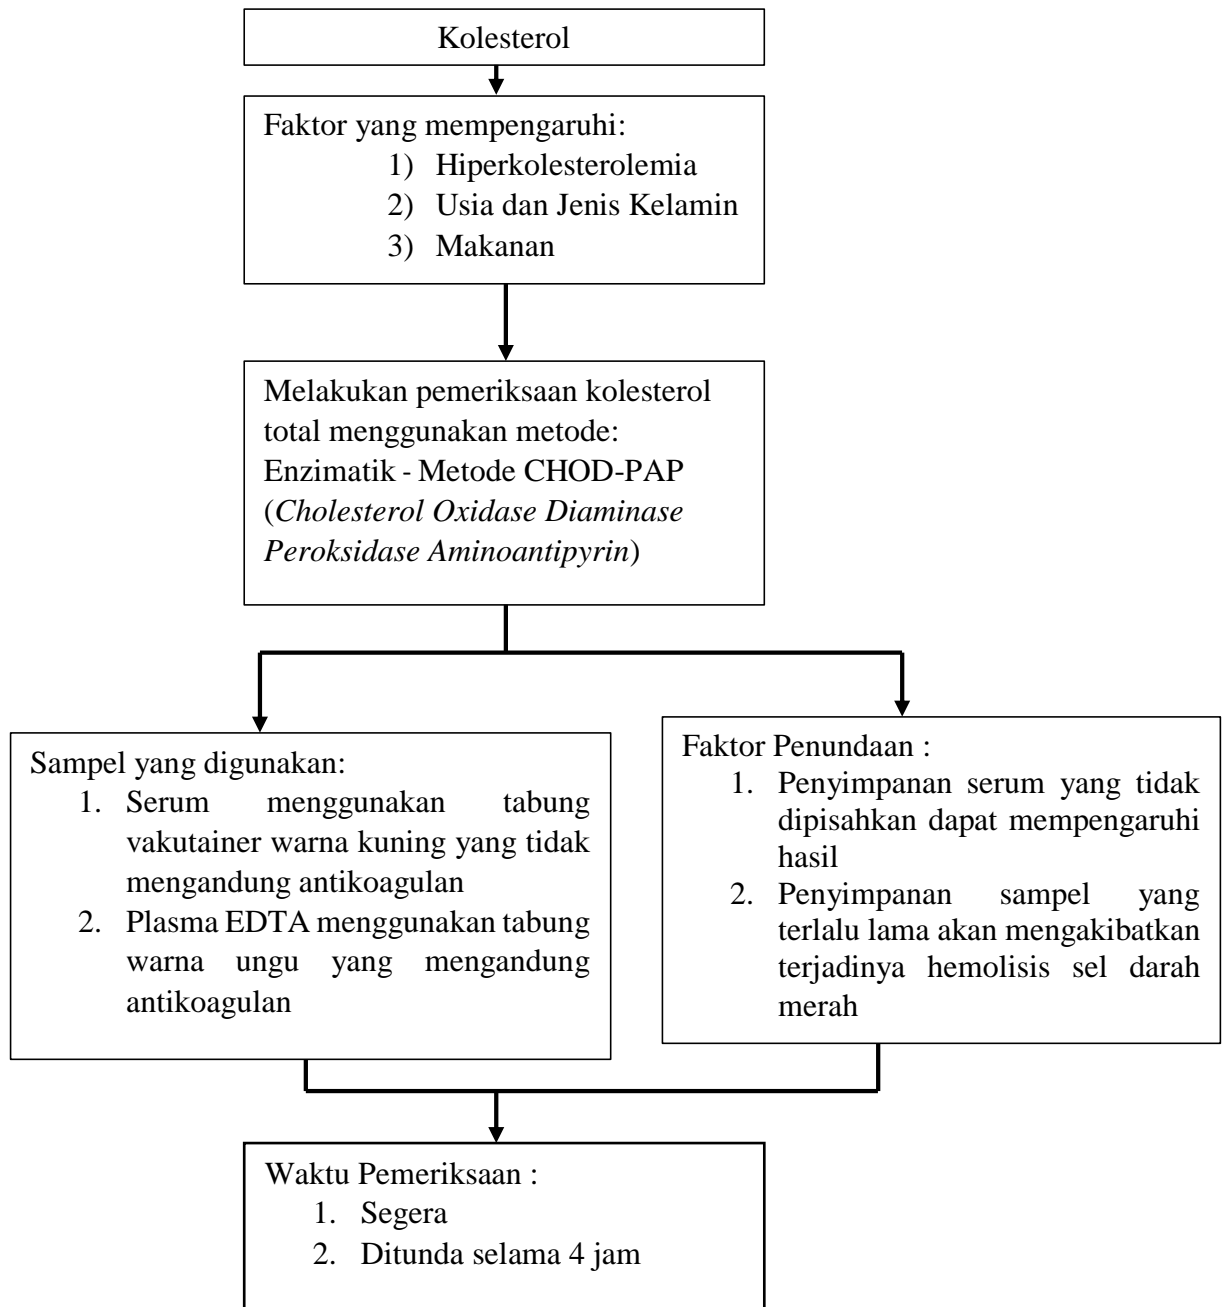 Kolesterol
Faktor yang mempengaruhi:
1) Hiperkolesterolemia
2) Usia dan Jenis Kelamin
3) Makanan
Melakukan pemeriksaan kolesterol
total menggunakan metode:
Enzimatik - Metode CHOD-PAP
(Cholesterol Oxidase Diaminase
Peroksidase Aminoantipyrin)
Sampel yang digunakan:
1. Serum menggunakan tabung
vakutainer warna kuning yang tidak
mengandung antikoagulan
2. Plasma EDTA menggunakan tabung
warna ungu yang mengandung
antikoagulan
Faktor Penundaan :
1. Penyimpanan serum yang tidak
dipisahkan dapat mempengaruhi
hasil
2. Penyimpanan sampel yang
terlalu lama akan mengakibatkan
terjadinya hemolisis sel darah
merah
Waktu Pemeriksaan :
1. Segera
2. Ditunda selama 4 jam